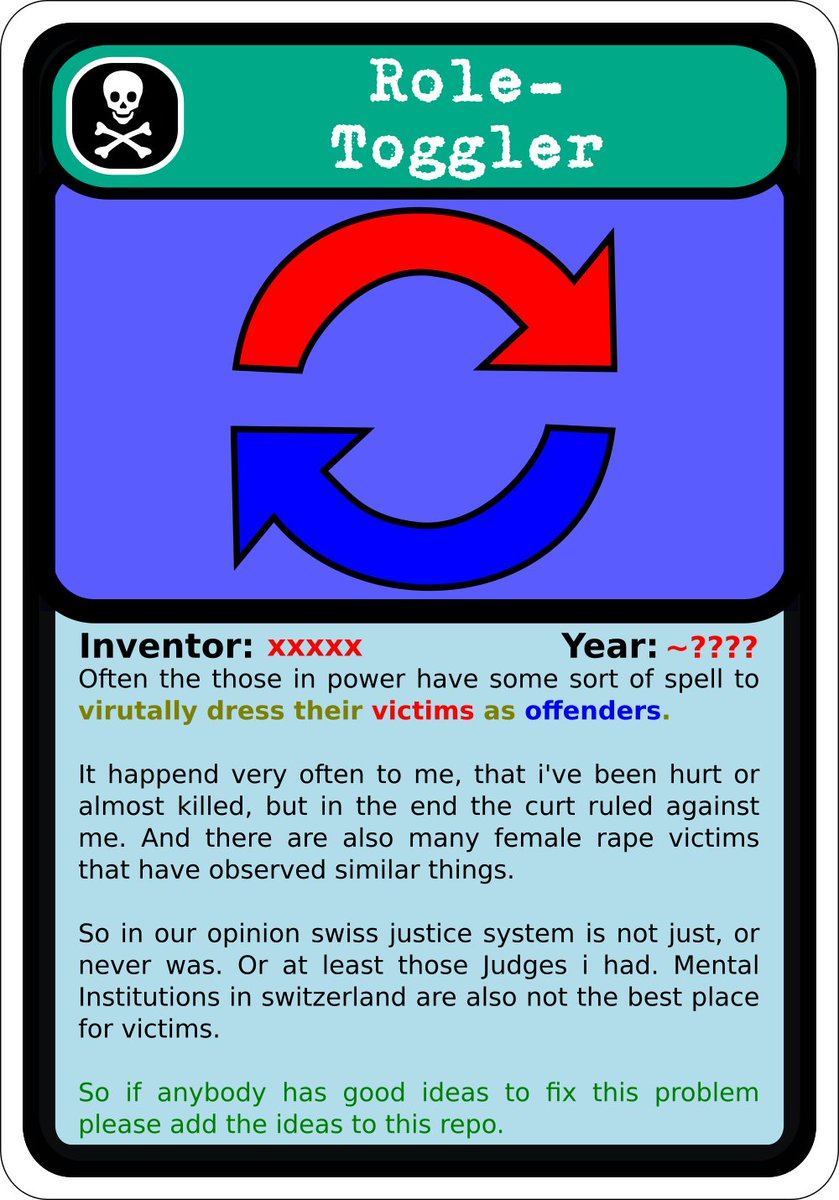 Role-
Toggler
Inventor: xxxxx Year: ~????
Often the those in power have some sort of spell to
virutally dress their victims as offenders.
It happend very often to me, that i've been hurt or
almost killed, but in the end the curt ruled against
me. And there are also many female rape victims
that have observed similar things.
So in our opinion swiss justice system is not just, or
never was. Or at least those Judges i had. Mental
Institutions in switzerland are also not the best place
for victims.
So if anybody has good ideas to fix this problem
please add the ideas to this repo.